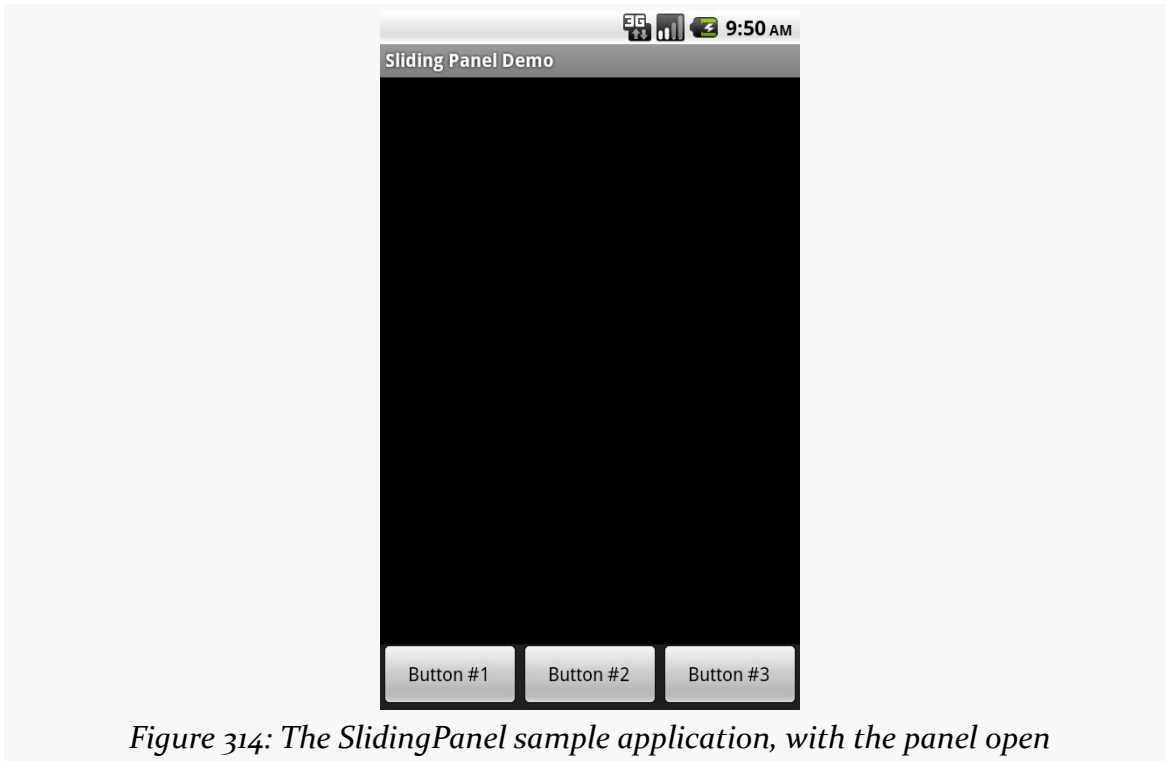 3G 9:50 AM
Sliding Panel Demo
Button #1 Button #2 Button #3
Figure 314: The SlidingPanel sample application, with the panel open